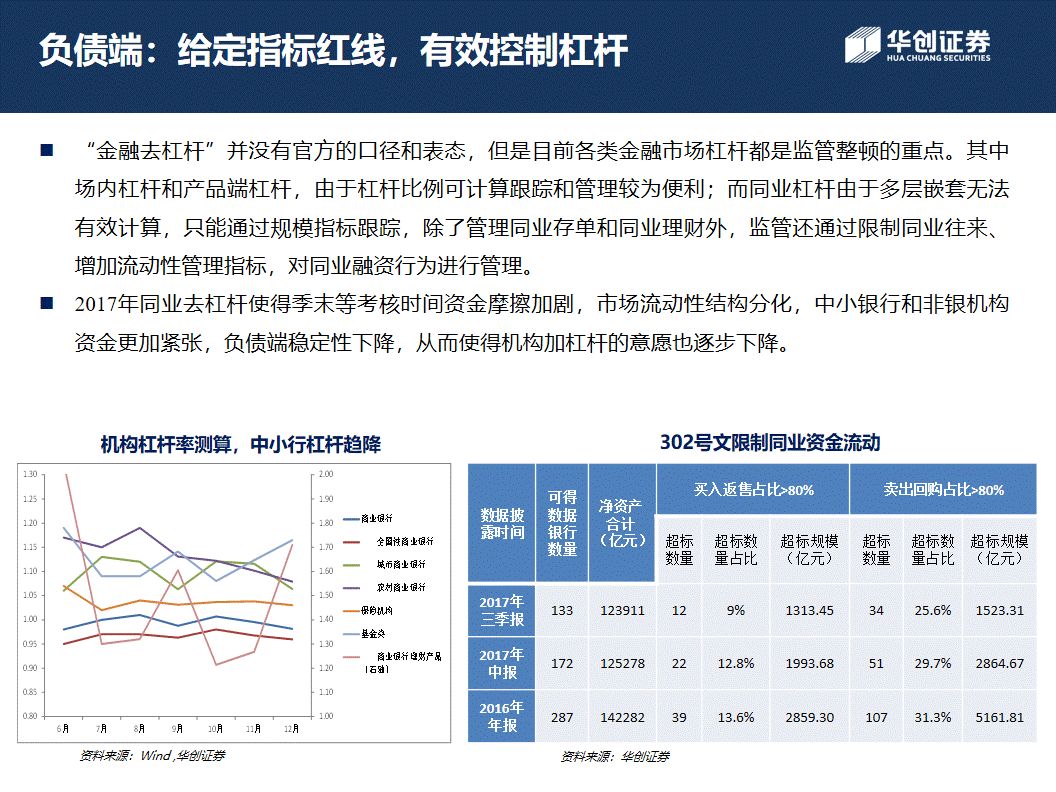 负债端：给定指标红线，有效控制杠杆
华创证券
HUA CHUANG SECURITIES
“金融去杠杆”并没有官方的口径和表态，但是目前各类金融市场杠杆都是监管整顿的重点。其中
场内杠杆和产品端杠杆，由于杠杆比例可计算跟踪和管理较为便利；而同业杠杆由于多层嵌套无法
有效计算，只能通过规模指标跟踪，除了管理同业存单和同业理财外，监管还通过限制同业往来、
增加流动性管理指标，对同业融资行为进行管理。
2017年同业去杠杆使得季末等考核时间资金摩擦加剧，市场流动性结构分化，中小银行和非银机构
资金更加紧张，负债端稳定性下降，从而使得机构加杠杆的意愿也逐步下降。
机构杠杆率测算，中小行杠杆趋降
1.30
1.25
1.20
1.15
1.10
1.05
1.00
0.95
0.90
0.85
0.80
2.00
1.90
1.80
1.70
1.60
1.50
1.40
1.30
1.20
1.10
1.00
6月 7月 8月 9月 10月 11月 12月
商业银行
全国性商业银行
城市商业银行
农村商业银行
保险机构
基金类
商业银行理财产品
（右轴）
资料来源：Wind ,华创证券
302号文限制同业资金流动
数据披
露时间
可得
数据
银行
数量
净资产
合计
（亿元）
买入返售占比>80% 卖出回购占比>80%
超标
数量
超标数
量占比
超标规模
（亿元）
超标
数量
超标数
量占比
超标规模
（亿元）
2017年
三季报
133 123911 12 9% 1313.45 34 25.6% 1523.31
2017年
中报
172 125278 22 12.8% 1993.68 51 29.7% 2864.67
2016年
年报
287 142282 39 13.6% 2859.30 107 31.3% 5161.81
资料来源：华创证券